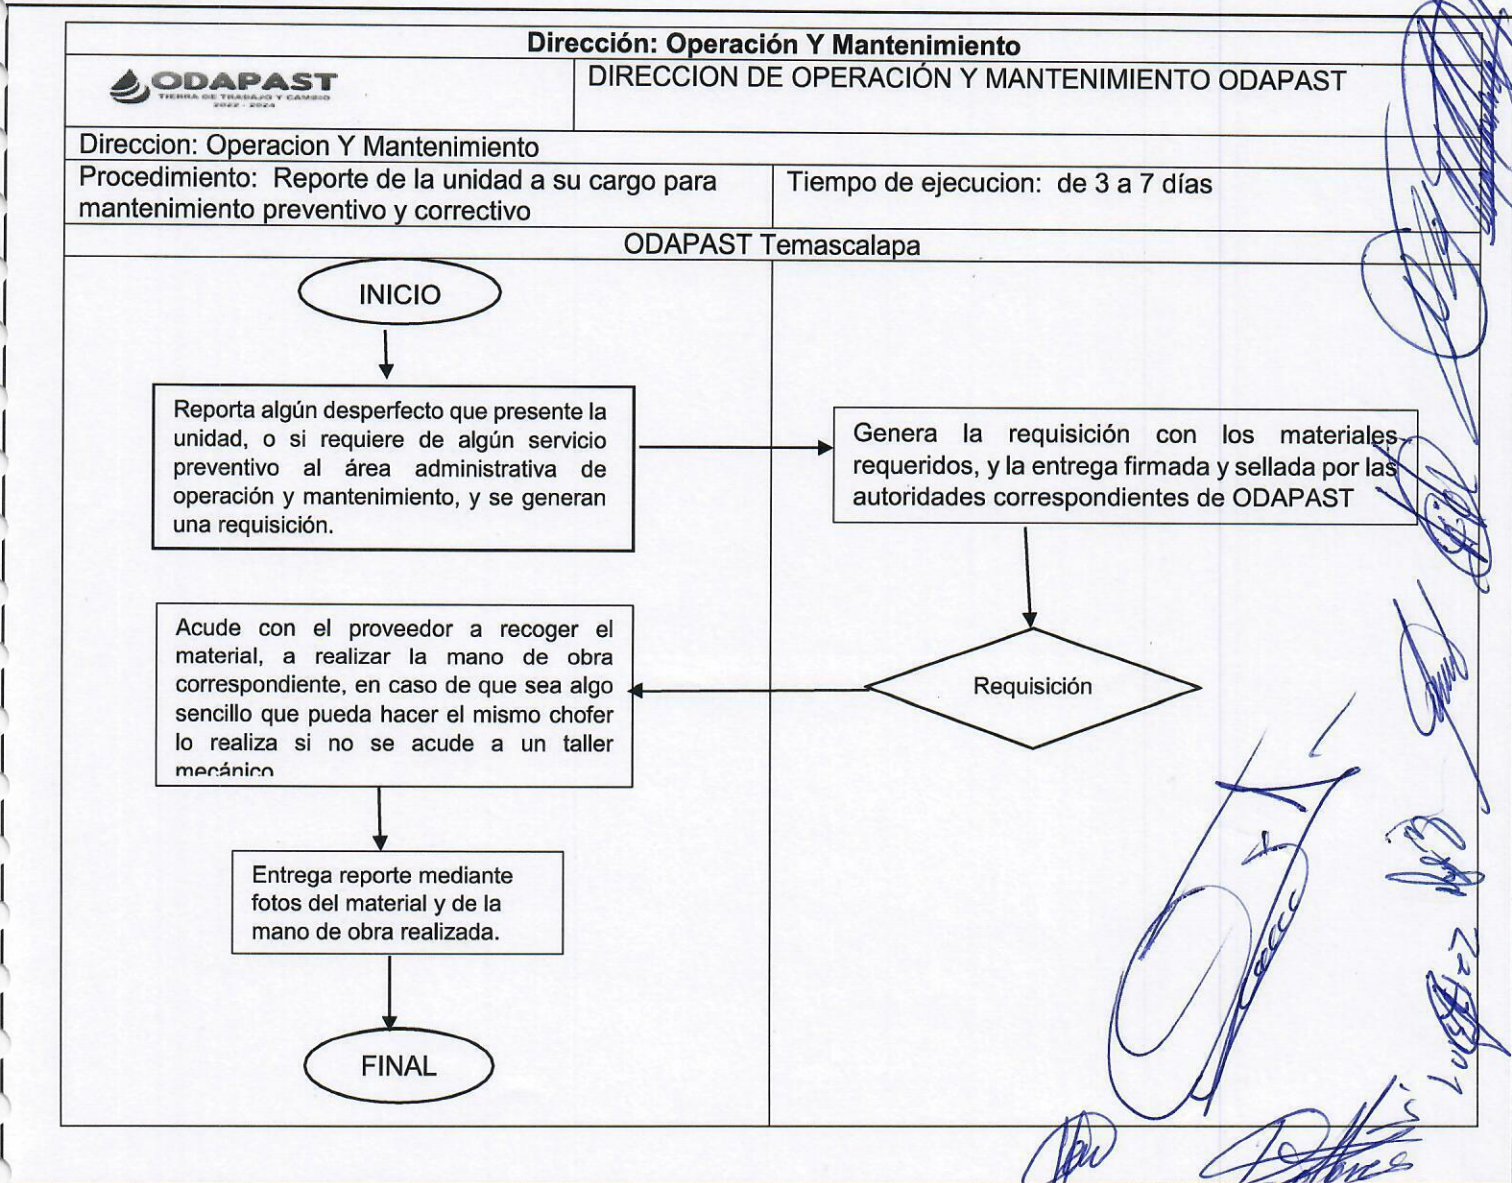 Dirección: Operación Y Mantenimiento
ODAPAST
TIERRA DE TRABAJO Y CAMBIO
2022 - 2024
DIRECCION DE OPERACIÓN Y MANTENIMIENTO ODAPAST
Direccion: Operacion Y Mantenimiento
Procedimiento: Reporte de la unidad a su cargo para
mantenimiento preventivo y correctivo
Tiempo de ejecucion: de 3 a 7 días
ODAPAST Temascalapa
INICIO
Reporta algún desperfecto que presente la
unidad, o si requiere de algún servicio
preventivo al área administrativa de
operación y mantenimiento, y se generan
una requisición.
Genera la requisición con los materiales
requeridos, y la entrega firmada y sellada por las
autoridades correspondientes de ODAPAST
Requisición
Acude con el proveedor a recoger el
material, a realizar la mano de obra
correspondiente, en caso de que sea algo
sencillo que pueda hacer el mismo chofer
lo realiza si no se acude a un taller
mecánico
Entrega reporte mediante
fotos del material y de la
mano de obra realizada.
FINAL